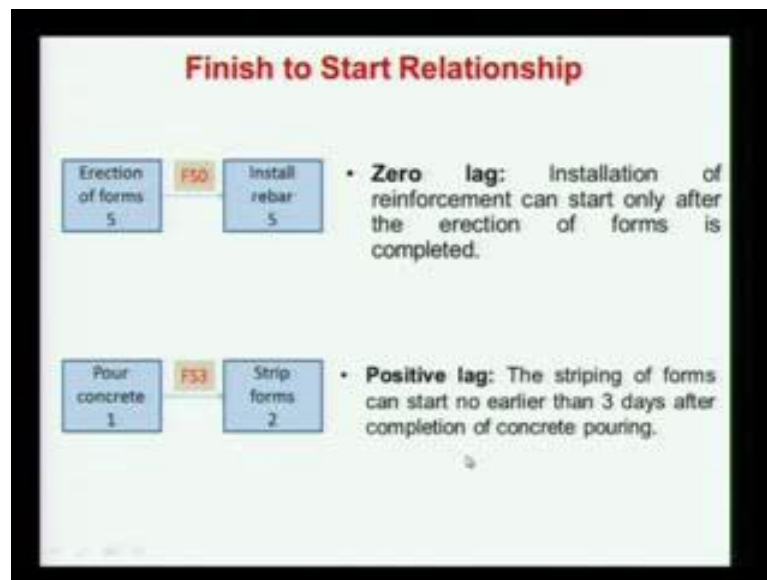 Finish to Start Relationship
Erection
of forms
5
FS0
Install
rebar
5
• Zero lag: Installation of
reinforcement can start only after
the erection of forms is
completed.
Pour
concrete
1
FS3
Strip
forms
2
• Positive lag: The striping of forms
can start no earlier than 3 days after
completion of concrete pouring.